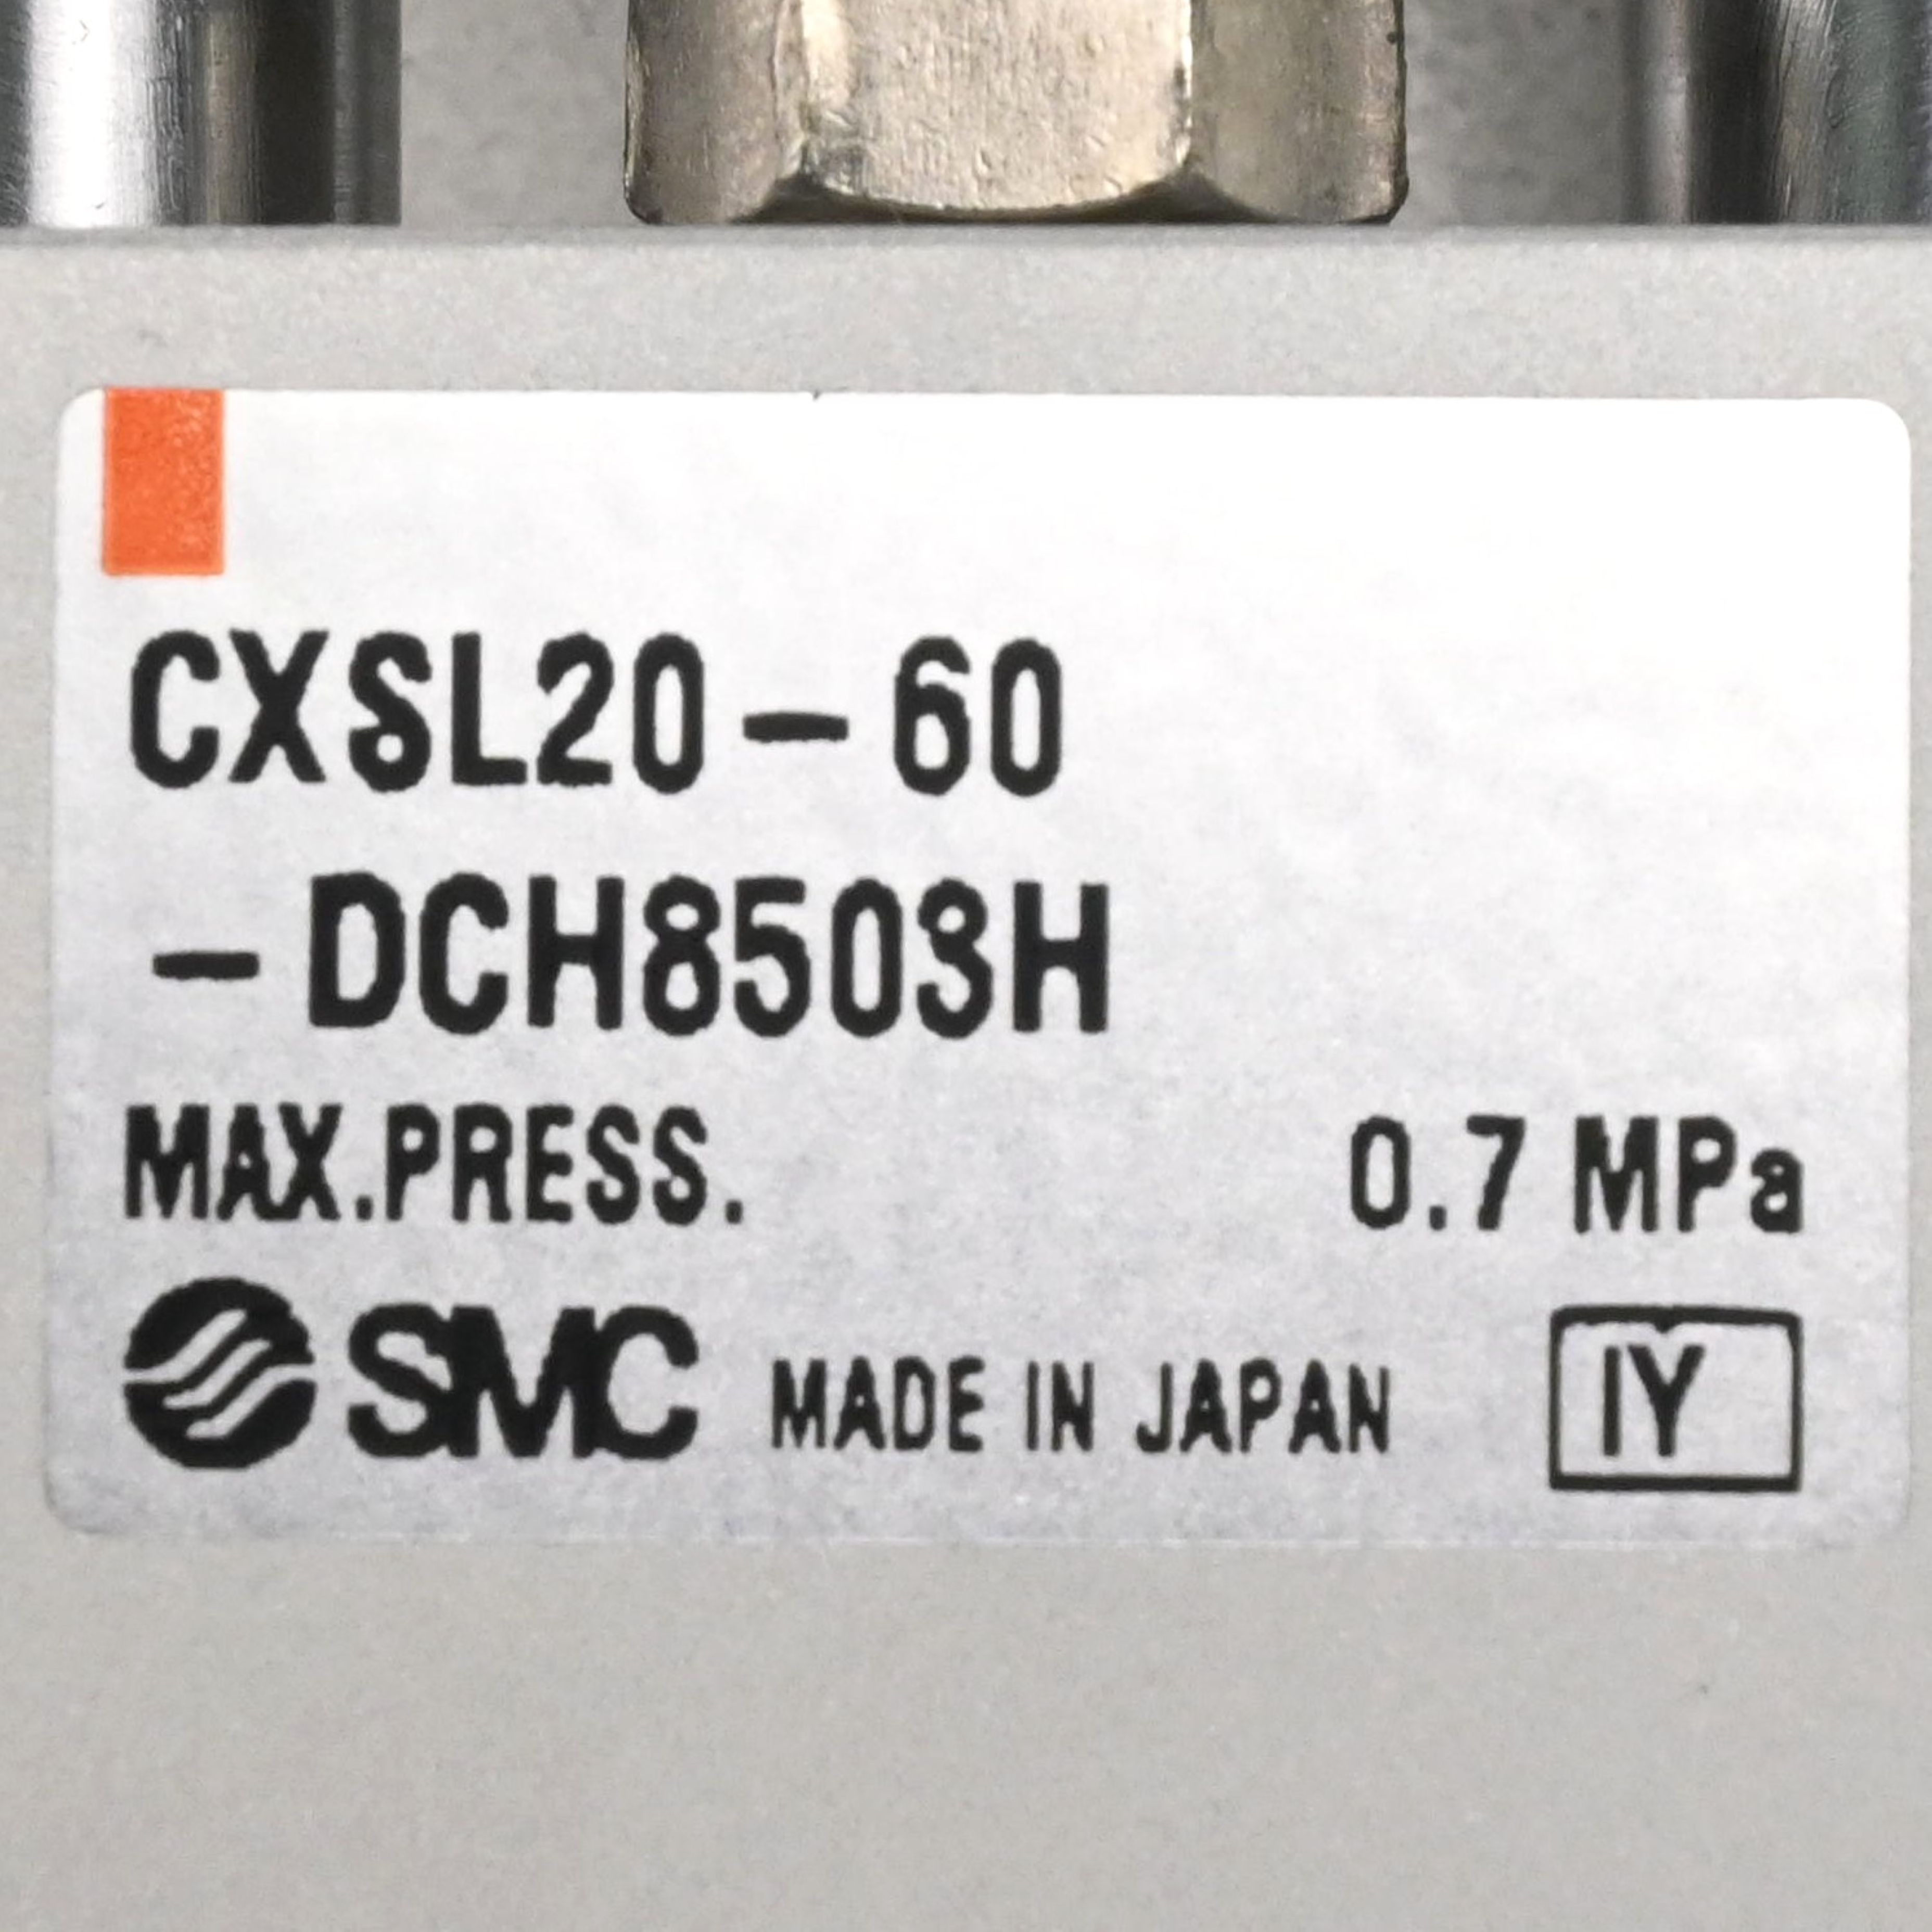 CXSL20-60
-DCH8503H
MAX.PRESS. 0.7 MPa
SMC MADE IN JAPAN IY